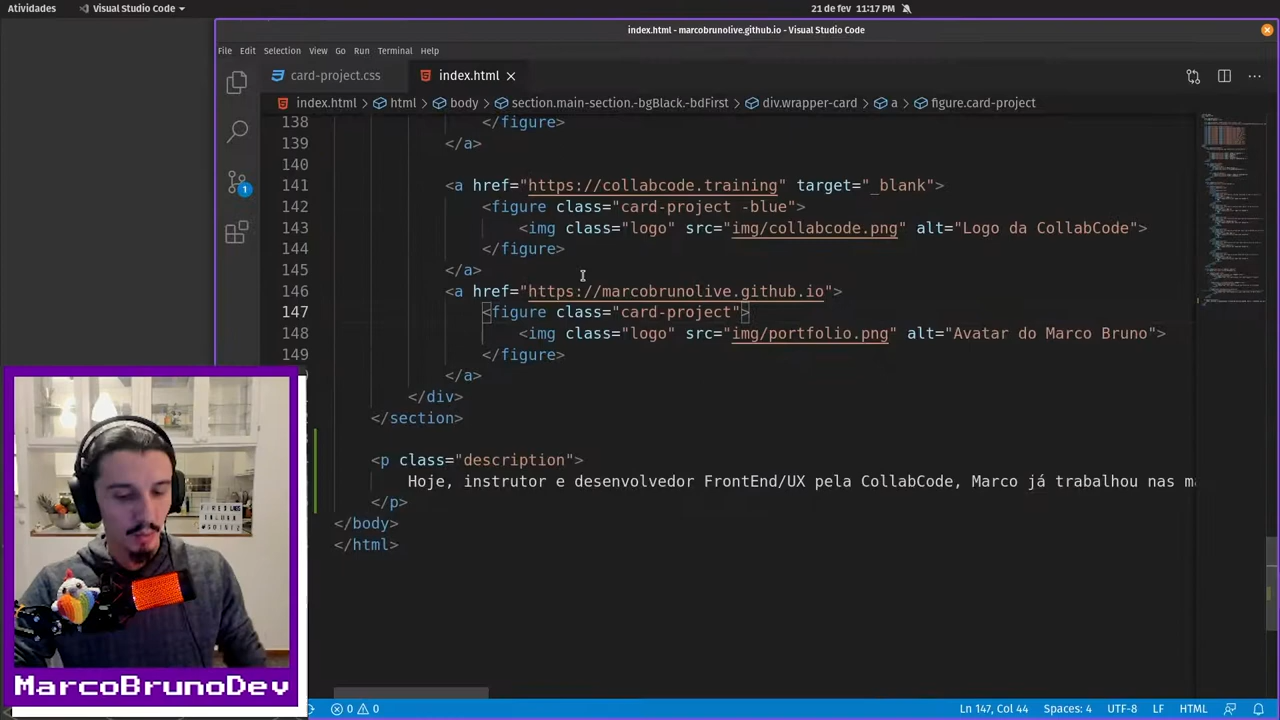 Atividades Visual Studio Code 21 de fev 11:17 PM
index.html - marcobrunolive.github.io - Visual Studio Code
File Edit Selection View Go Run Terminal Help
card-project.css index.html
index.html html body section.main-section.-bgBlack.-bdFirst div.wrapper-card a figure.card-project
138 </figure>
139 </a>
140
141 <a href="https://collabcode.training" target="_blank">
142 <figure class="card-project -blue">
143 <img class="logo" src="img/collabcode.png" alt="Logo da CollabCode">
144 </figure>
145 </a>
146 <a href="https://marcobrunolive.github.io">
147 <figure class="card-project">
148 <img class="logo" src="img/portfolio.png" alt="Avatar do Marco Bruno">
149 </figure>
</a>
</div>
</section>
<p class="description">
Hoje, instrutor e desenvolvedor FrontEnd/UX pela CollabCode, Marco já trabalhou nas
</p>
</body>
</html>
1
MarcoBrunoDev
0 0 Ln 147, Col 44 Spaces: 4 UTF-8 LF HTML